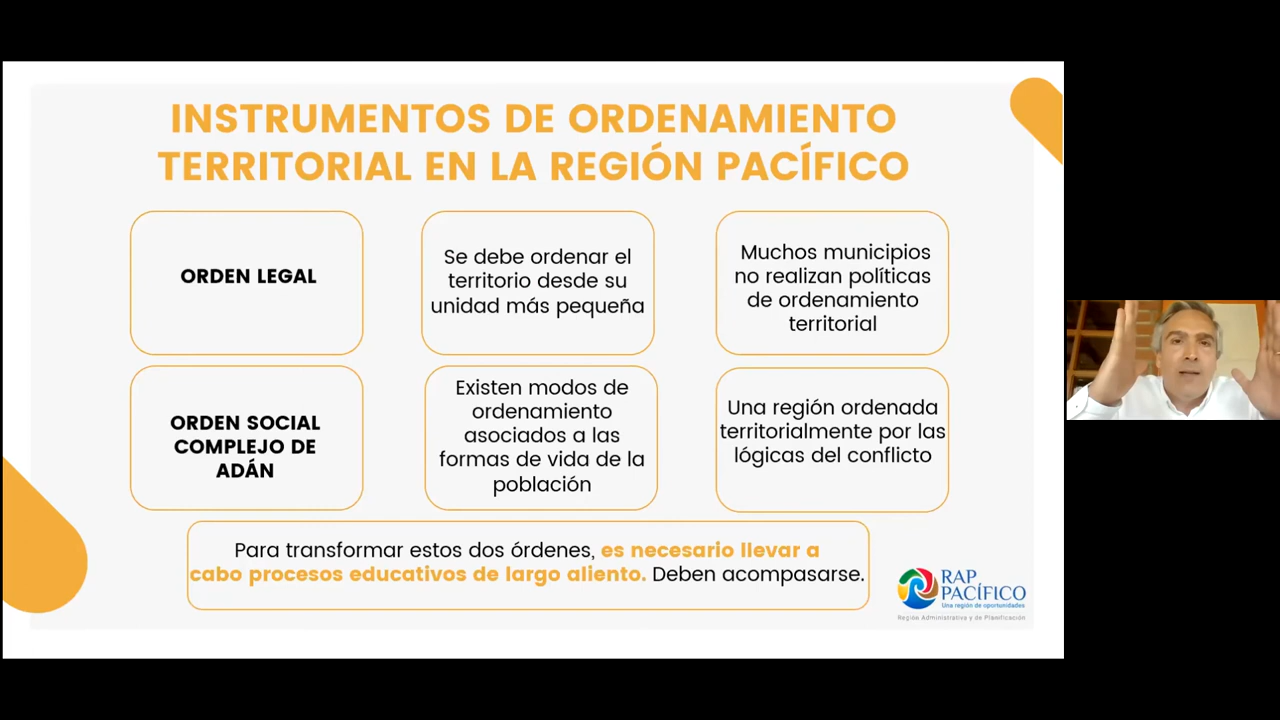 INSTRUMENTOS DE ORDENAMIENTO
TERRITORIAL EN LA REGIÓN PACÍFICO
ORDEN LEGAL
Se debe ordenar el
territorio desde su
unidad más pequeña
Muchos municipios
no realizan políticas
de ordenamiento
territorial
ORDEN SOCIAL
COMPLEJO DE
ADÁN
Existen modos de
ordenamiento
asociados a las
formas de vida de la
población
Una región ordenada
territorialmente por las
lógicas del conflicto
Para transformar estos dos órdenes, es necesario llevar a
cabo procesos educativos de largo aliento. Deben acompasarse.
RAP
PACÍFICO
Una región de oportunidades
Región Administrativa y de Planificación